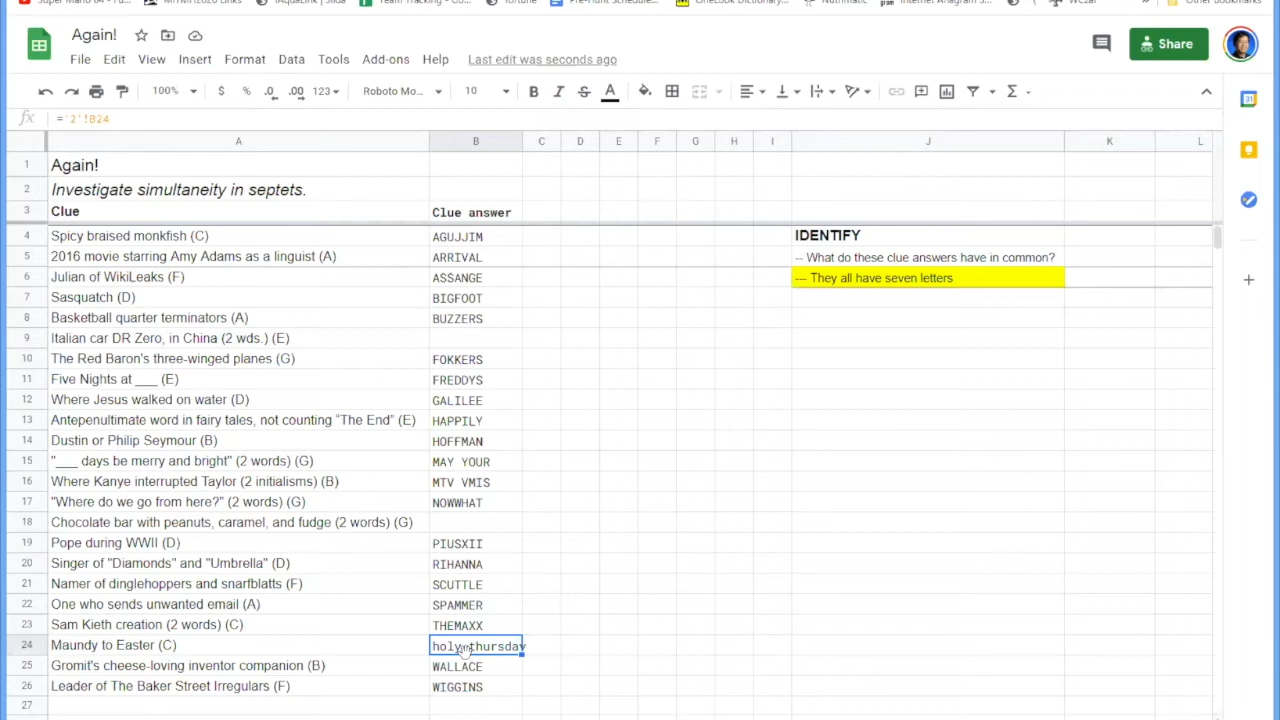 Again!
File Edit View Insert Format Data Tools Add-ons Help Last edit was seconds ago
Share
100% $ % .0 .00 123 Roboto Mo... 10 B I S A
fx ='2'!B24
A B C D E F G H I J K L
1 Again!
2 Investigate simultaneity in septets.
3 Clue Clue answer
4 Spicy braised monkfish (C) AGUJJIM IDENTIFY
5 2016 movie starring Amy Adams as a linguist (A) ARRIVAL -- What do these clue answers have in common?
6 Julian of WikiLeaks (F) ASSANGE --- They all have seven letters
7 Sasquatch (D) BIGFOOT
8 Basketball quarter terminators (A) BUZZERS
9 Italian car DR Zero, in China (2 wds.) (E)
10 The Red Baron's three-winged planes (G) FOKKERS
11 Five Nights at ___ (E) FREDDYS
12 Where Jesus walked on water (D) GALILEE
13 Antepenultimate word in fairy tales, not counting “The End” (E) HAPPILY
14 Dustin or Philip Seymour (B) HOFFMAN
15 "___ days be merry and bright" (2 words) (G) MAY YOUR
16 Where Kanye interrupted Taylor (2 initialisms) (B) MTV VMIS
17 "Where do we go from here?" (2 words) (G) NOWWHAT
18 Chocolate bar with peanuts, caramel, and fudge (2 words) (G)
19 Pope during WWII (D) PIUSXII
20 Singer of "Diamonds" and "Umbrella" (D) RIHANNA
21 Namer of dinglehoppers and snarfblatts (F) SCUTTLE
22 One who sends unwanted email (A) SPAMMER
23 Sam Kieth creation (2 words) (C) THEMAXX
24 Maundy to Easter (C) holy thursday
25 Gromit's cheese-loving inventor companion (B) WALLACE
26 Leader of The Baker Street Irregulars (F) WIGGINS
27